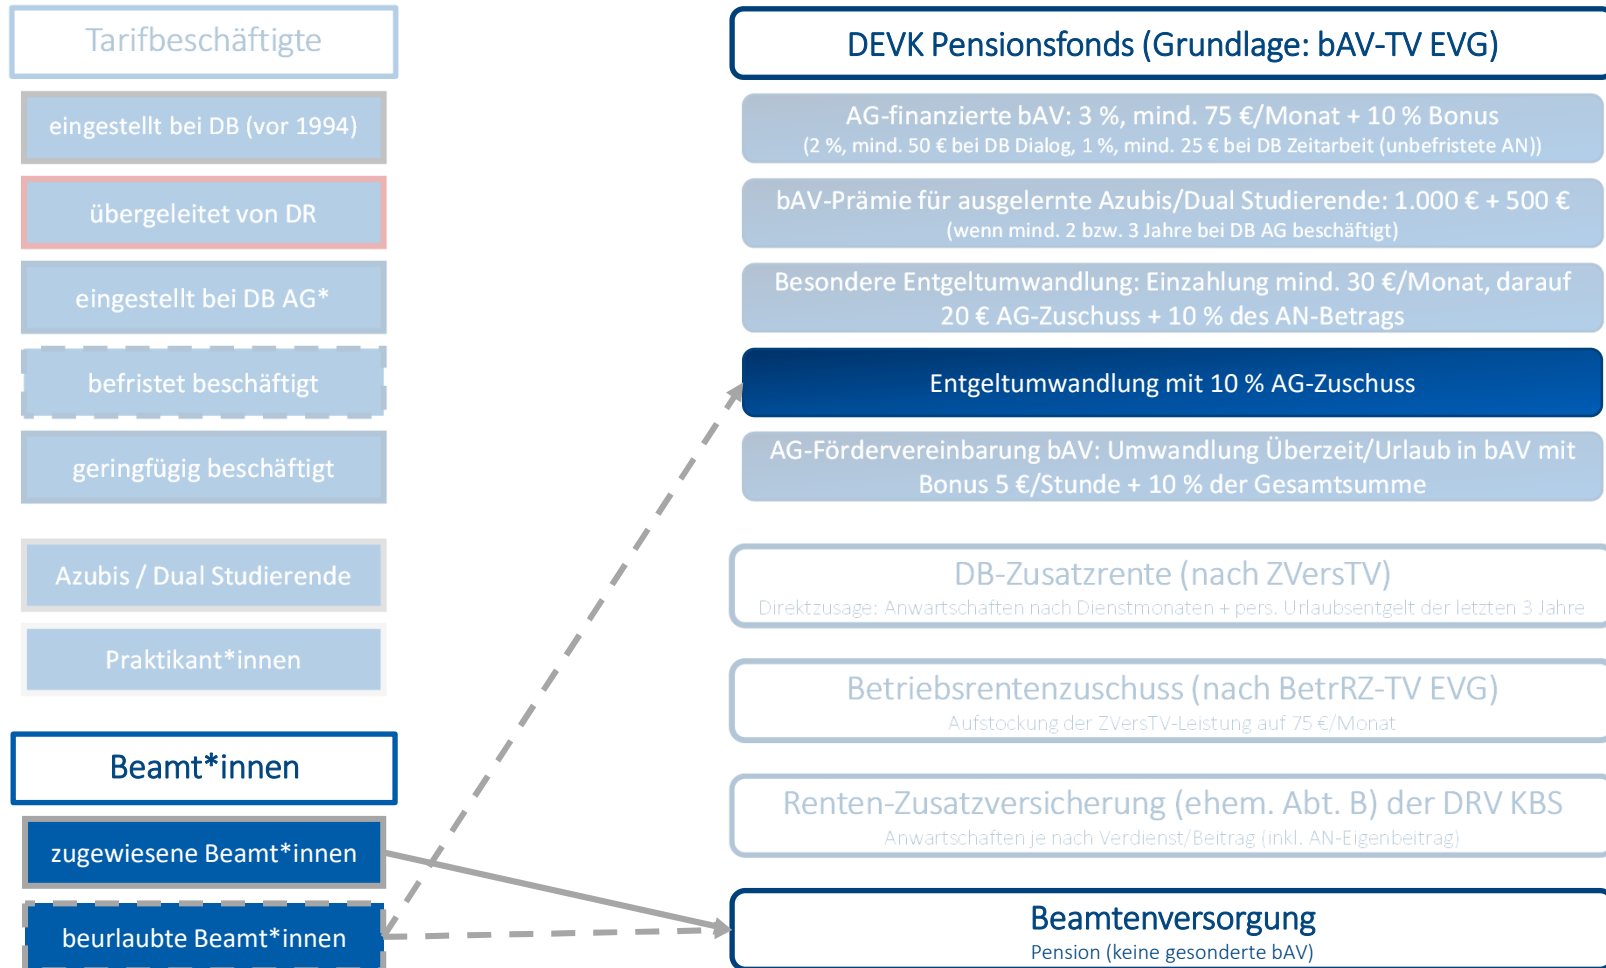 Tarifbeschäftigte
eingestellt bei DB (vor 1994)
übergeleitet von DR
eingestellt bei DB AG*
befristet beschäftigt
geringfügig beschäftigt
Azubis / Dual Studierende
Praktikant*innen
Beamt*innen
zugewiesene Beamt*innen
beurlaubte Beamt*innen
DEVK Pensionsfonds (Grundlage: bAV-TV EVG)
AG-finanzierte bAV: 3 %, mind. 75 €/Monat + 10 % Bonus
(2 %, mind. 50 € bei DB Dialog, 1 %, mind. 25 € bei DB Zeitarbeit (unbefristete AN))
bAV-Prämie für ausgelernte Azubis/Dual Studierende: 1.000 € + 500 €
(wenn mind. 2 bzw. 3 Jahre bei DB AG beschäftigt)
Besondere Entgeltumwandlung: Einzahlung mind. 30 €/Monat, darauf
20 € AG-Zuschuss + 10 % des AN-Betrags
Entgeltumwandlung mit 10 % AG-Zuschuss
AG-Fördervereinbarung bAV: Umwandlung Überzeit/Urlaub in bAV mit
Bonus 5 €/Stunde + 10 % der Gesamtsumme
DB-Zusatzrente (nach ZVersTV)
Direktzusage: Anwartschaften nach Dienstmonaten + pers. Urlaubsentgelt der letzten 3 Jahre
Betriebsrentenzuschuss (nach BetrRZ-TV EVG)
Aufstockung der ZVersTV-Leistung auf 75 €/Monat
Renten-Zusatzversicherung (ehem. Abt. B) der DRV KBS
Anwartschaften je nach Verdienst/Beitrag (inkl. AN-Eigenbeitrag)
Beamtenversorgung
Pension (keine gesonderte bAV)